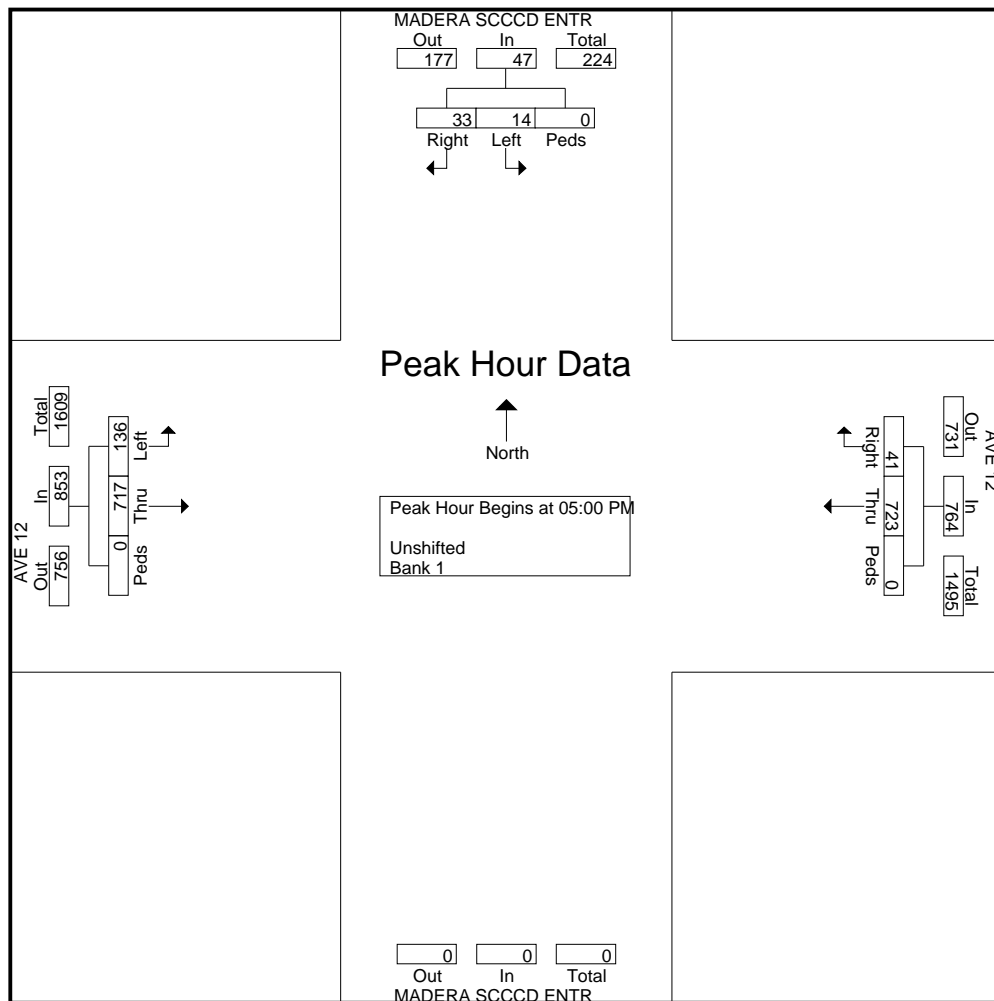 MADERA SCCCD ENTR
Out In Total
177 47 224
33 14 0
Right Left Peds
Peak Hour Data
North
Peak Hour Begins at 05:00 PM
Unshifted
Bank 1
AVE 12
Out In Total
756 853 1609
Left Thru Peds
136 717 0
AVE 12
Out In Total
731 764 1495
41 723 0
Right Thru Peds
0 0 0
Out In Total
MADERA SCCCD ENTR